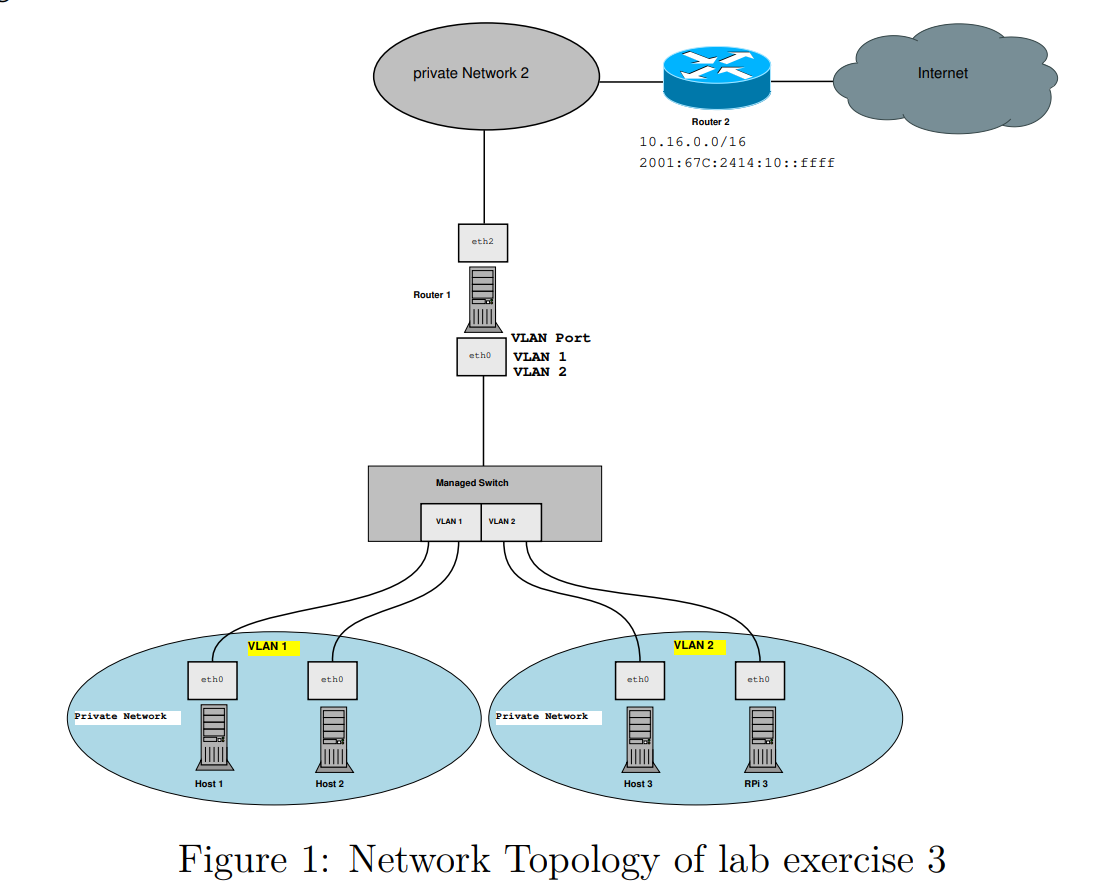 private Network 2
Internet
Router 2
10.16.0.0/16
2001:67C:2414:10::ffff
eth2
Router 1
VLAN Port
eth0
VLAN 1
VLAN 2
Managed Switch
VLAN 1
VLAN 2
VLAN 1
VLAN 2
eth0
eth0
eth0
eth0
Private Network
Private Network
Host 1
Host 2
Host 3
RPi 3
Figure 1: Network Topology of lab exercise 3